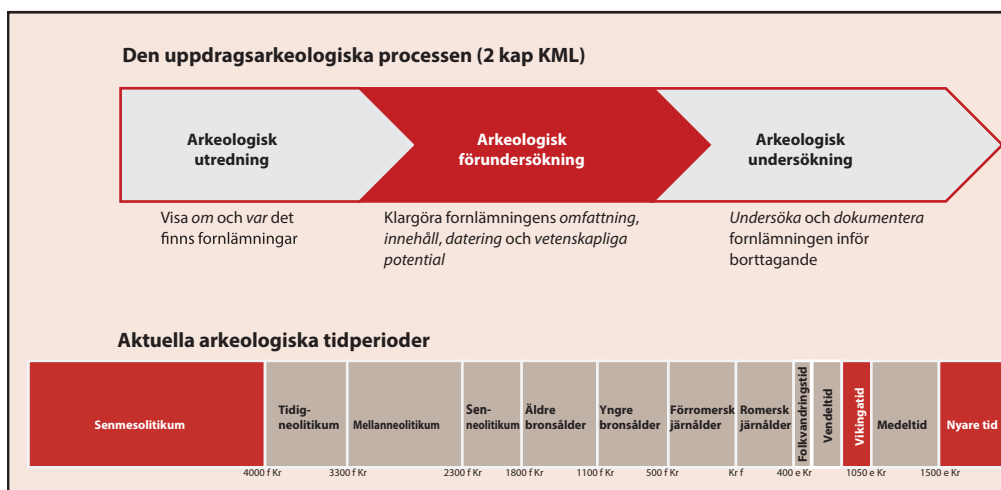 Den uppdragsarkeologiska processen (2 kap KML)
Arkeologisk
utredning
Arkeologisk
förundersökning
Arkeologisk
undersökning
Visa om och var det
finns fornlämningar
Klargöra fornlämningens omfattning,
innehåll, datering och vetenskapliga
potential
Undersöka och dokumentera
fornlämningen inför
borttagande
Aktuella arkeologiska tidperioder
Senmesolitikum
Tidig-
neolitikum
Mellanneolitikum
Sen-
neolitikum
Äldre
bronsålder
Yngre
bronsålder
Förromersk
järnålder
Romersk
järnålder
Folkvandringstid
Vendeltid
Vikingatid
Medeltid
Nyare tid
4000 f Kr
3300 f Kr
2300 f Kr
1800 f Kr
1100 f Kr
500 f Kr
Kr f
400 e Kr
1050 e Kr
1500 e Kr